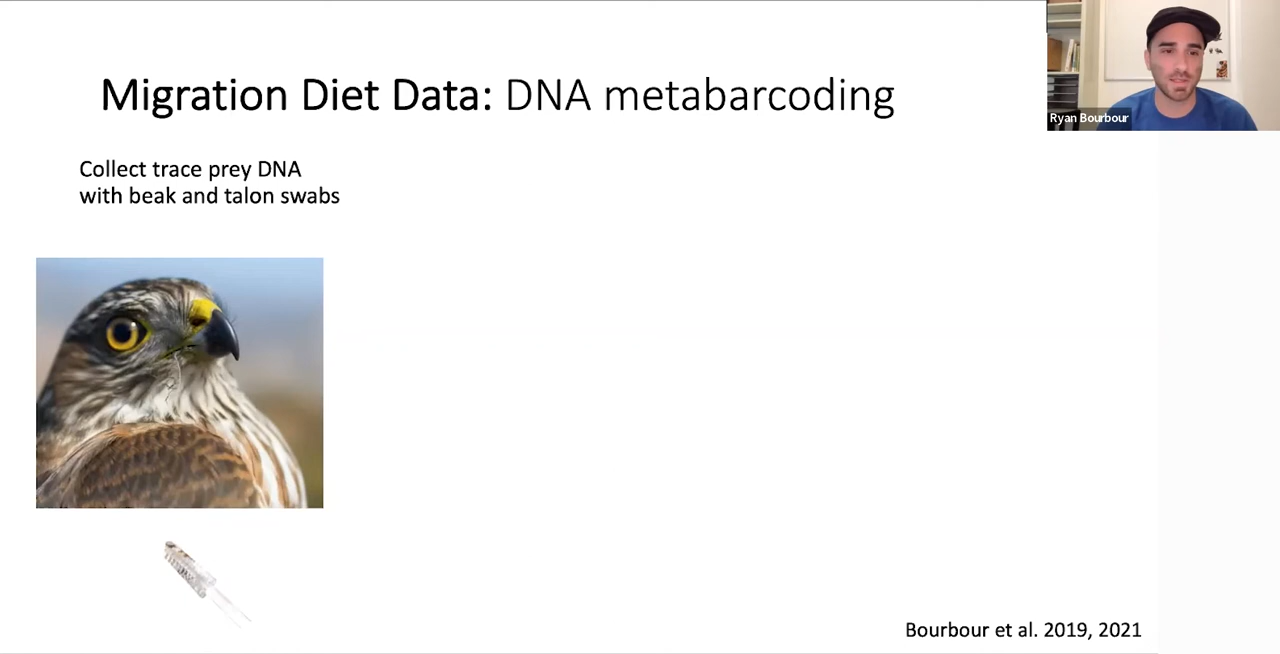 Migration Diet Data: DNA metabarcoding
Ryan Bourbour
Collect trace prey DNA
with beak and talon swabs
Bourbour et al. 2019, 2021